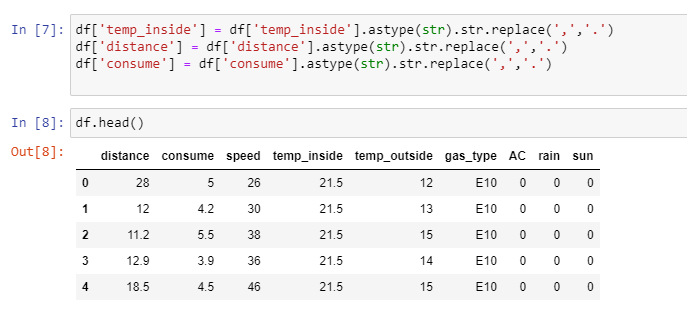 In [7]: df['temp_inside'] = df['temp_inside'].astype(str).str.replace(',','.')
df['distance'] = df['distance'].astype(str).str.replace(',','.')
df['consume'] = df['consume'].astype(str).str.replace(',','.')
In [8]: df.head()
Out[8]:
distance consume speed temp_inside temp_outside gas_type AC rain sun
0 28 5 26 21.5 12 E10 0 0 0
1 12 4.2 30 21.5 13 E10 0 0 0
2 11.2 5.5 38 21.5 15 E10 0 0 0
3 12.9 3.9 36 21.5 14 E10 0 0 0
4 18.5 4.5 46 21.5 15 E10 0 0 0